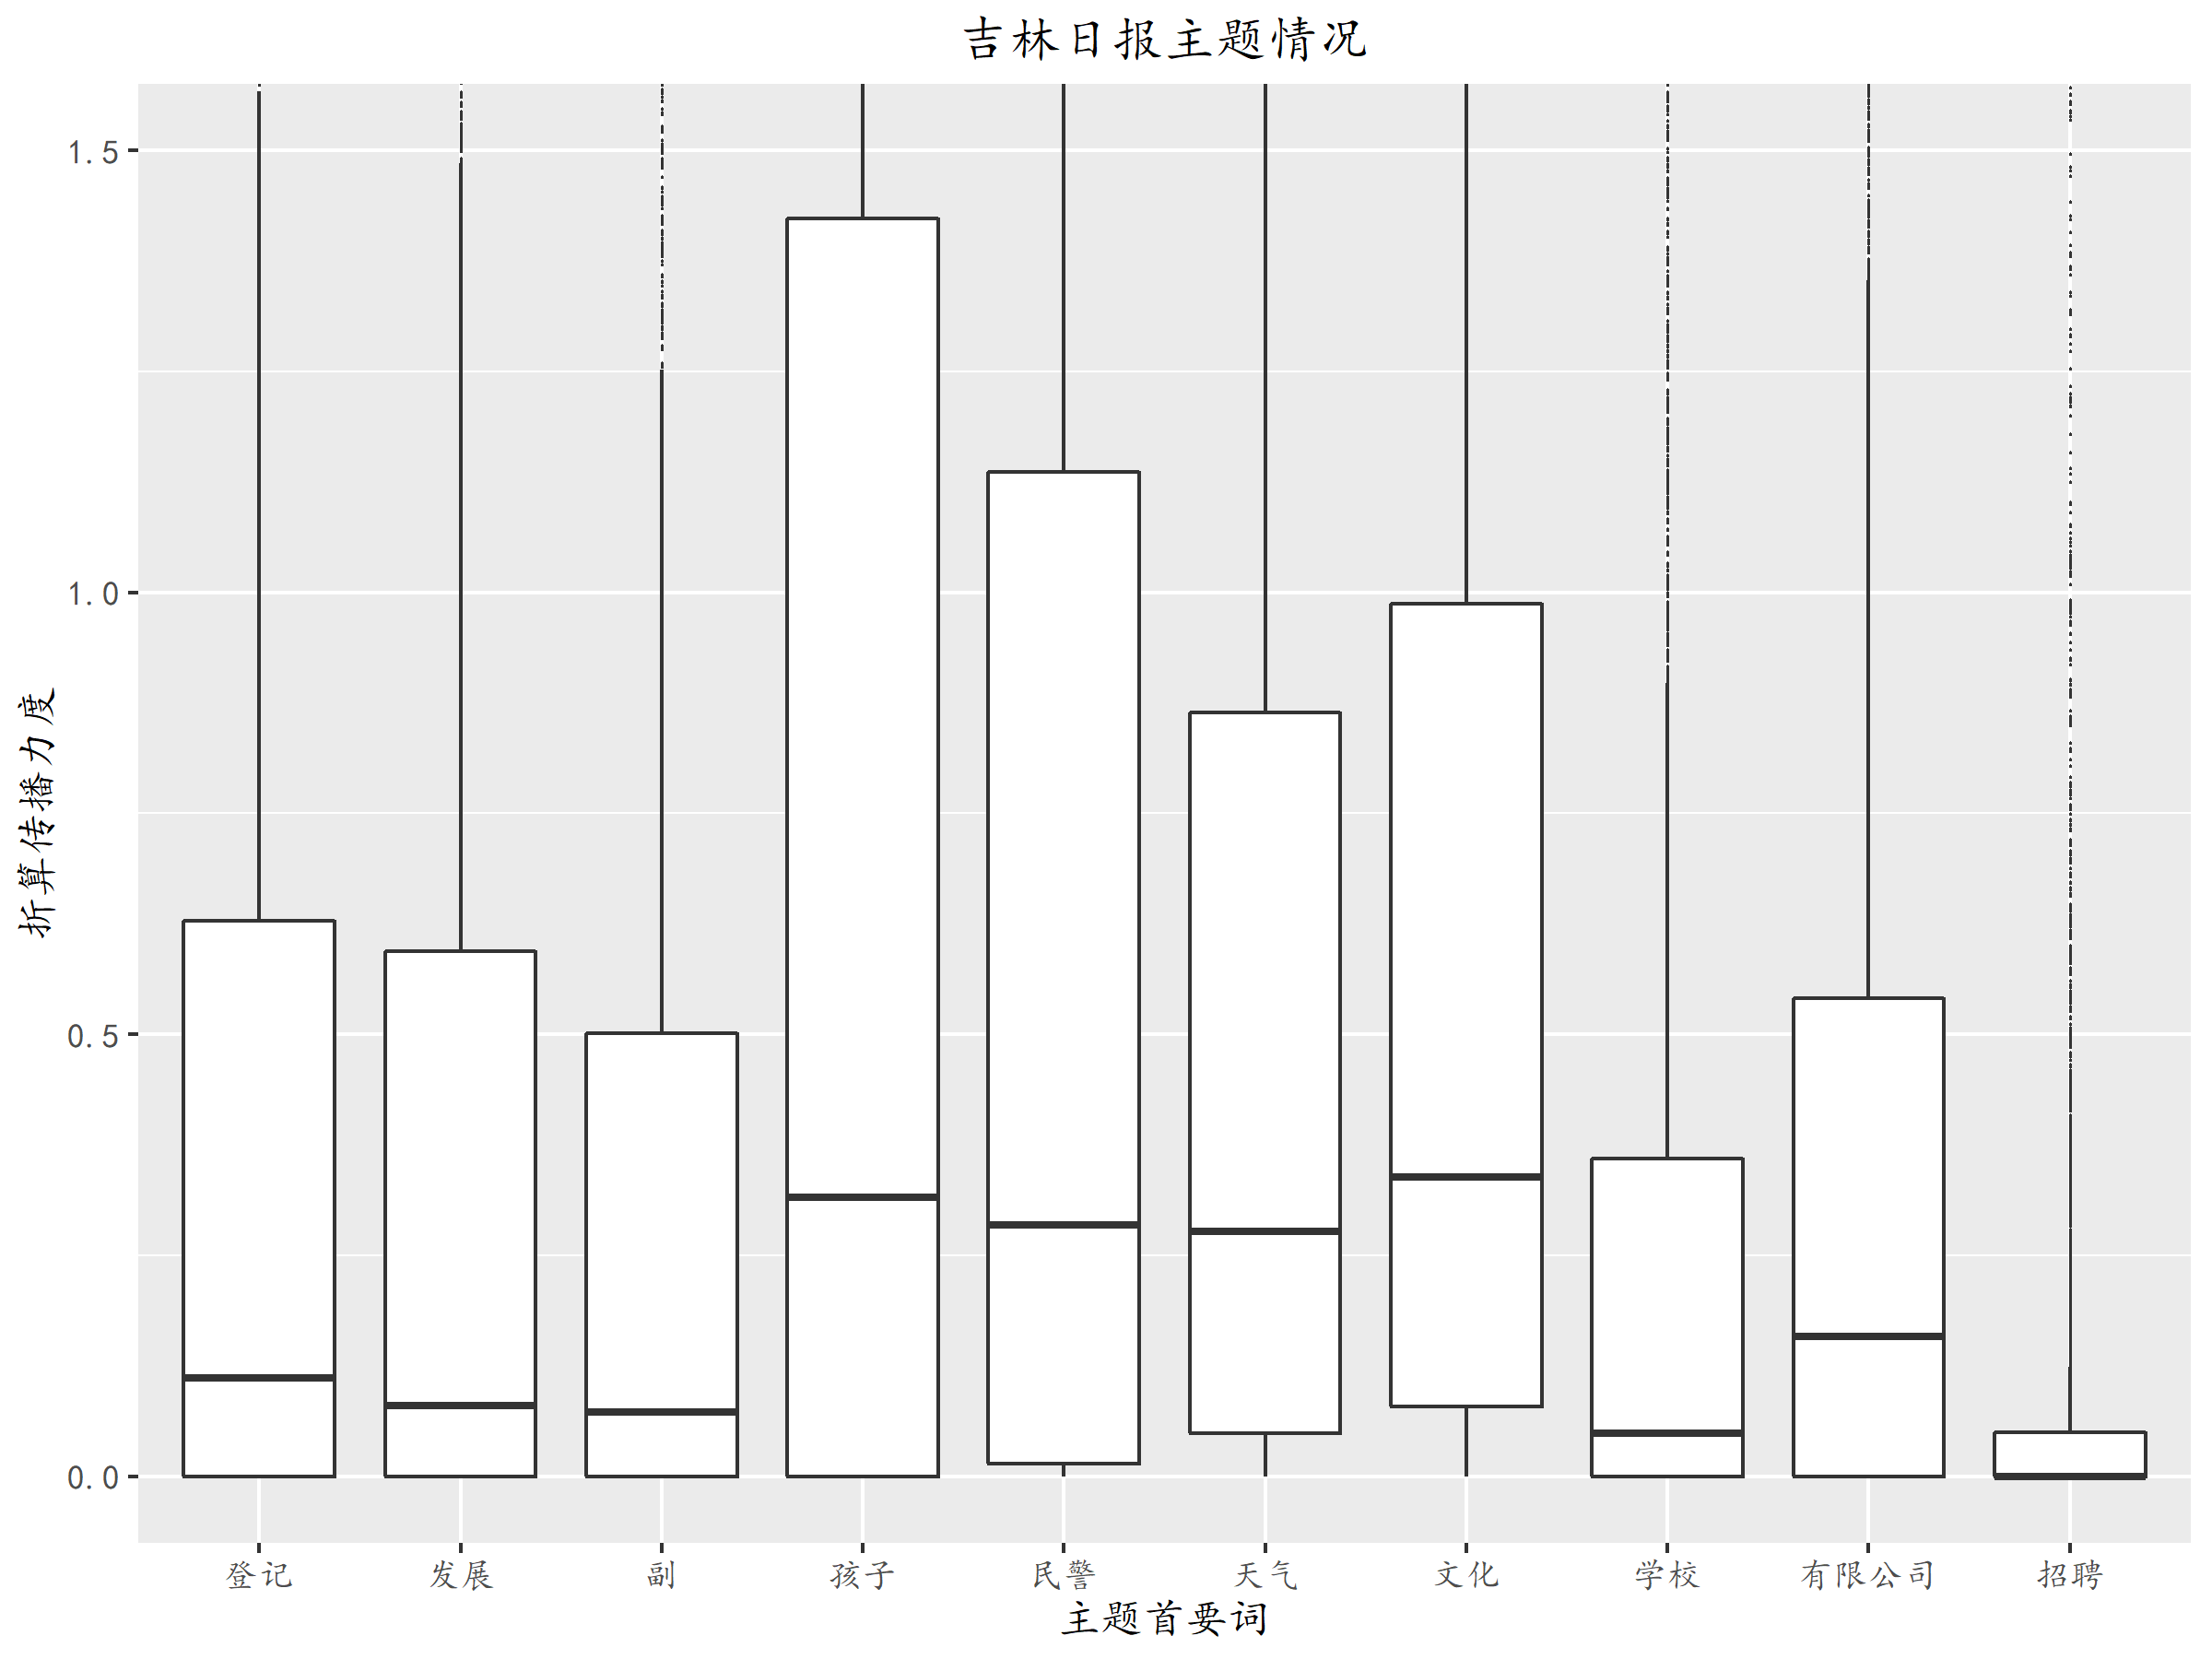 吉林日报主题情况
折算传播力度
1.5
1.0
0.5
0.0
登记 发展 副 孩子 民警 天气 文化 学校 有限公司 招聘
主题首要词